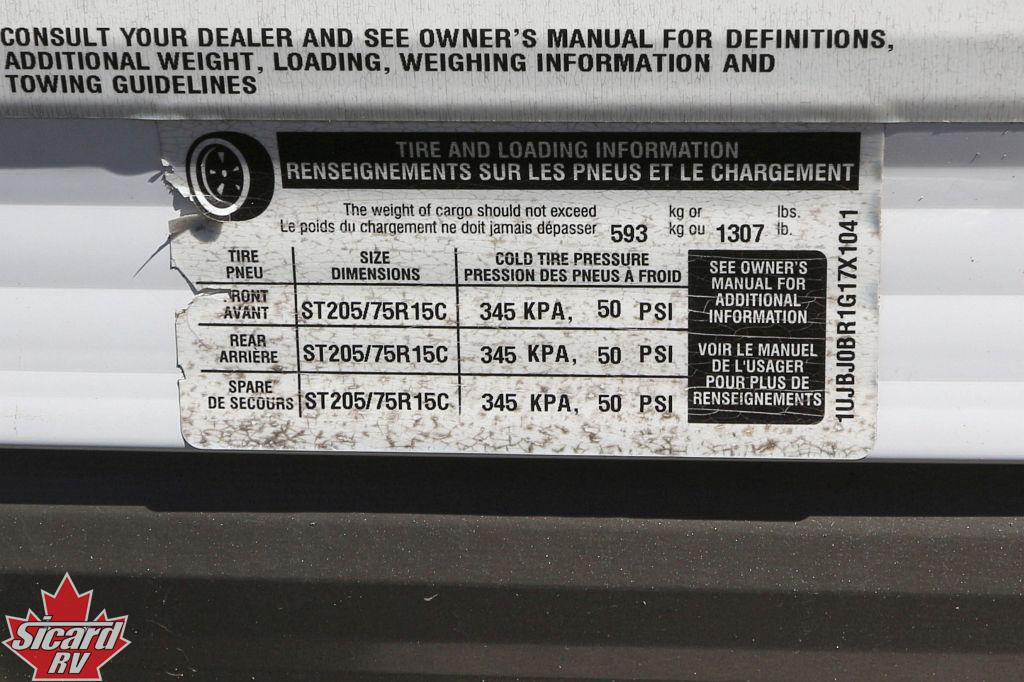 CONSULT YOUR DEALER AND SEE OWNER'S MANUAL FOR DEFINITIONS,
ADDITIONAL WEIGHT, LOADING, WEIGHING INFORMATION AND
TOWING GUIDELINES
TIRE AND LOADING INFORMATION
RENSEIGNEMENTS SUR LES PNEUS ET LE CHARGEMENT
The weight of cargo should not exceed kg or lbs.
Le poids du chargement ne doit jamais dépasser 593 kg ou 1307 lb.
TIRE SIZE COLD TIRE PRESSURE
PNEU DIMENSIONS PRESSION DES PNEUS À FROID
FRONT
AVANT ST205/75R15C 345 KPA, 50 PSI
REAR
ARRIÈRE ST205/75R15C 345 KPA, 50 PSI
SPARE
DE SECOURS ST205/75R15C 345 KPA, 50 PSI
SEE OWNER'S
MANUAL FOR
ADDITIONAL
INFORMATION
VOIR LE MANUEL
DE L'USAGER
POUR PLUS DE
RENSEIGNEMENTS
1UJBJ0BR1G17X1041
Sicard
RV